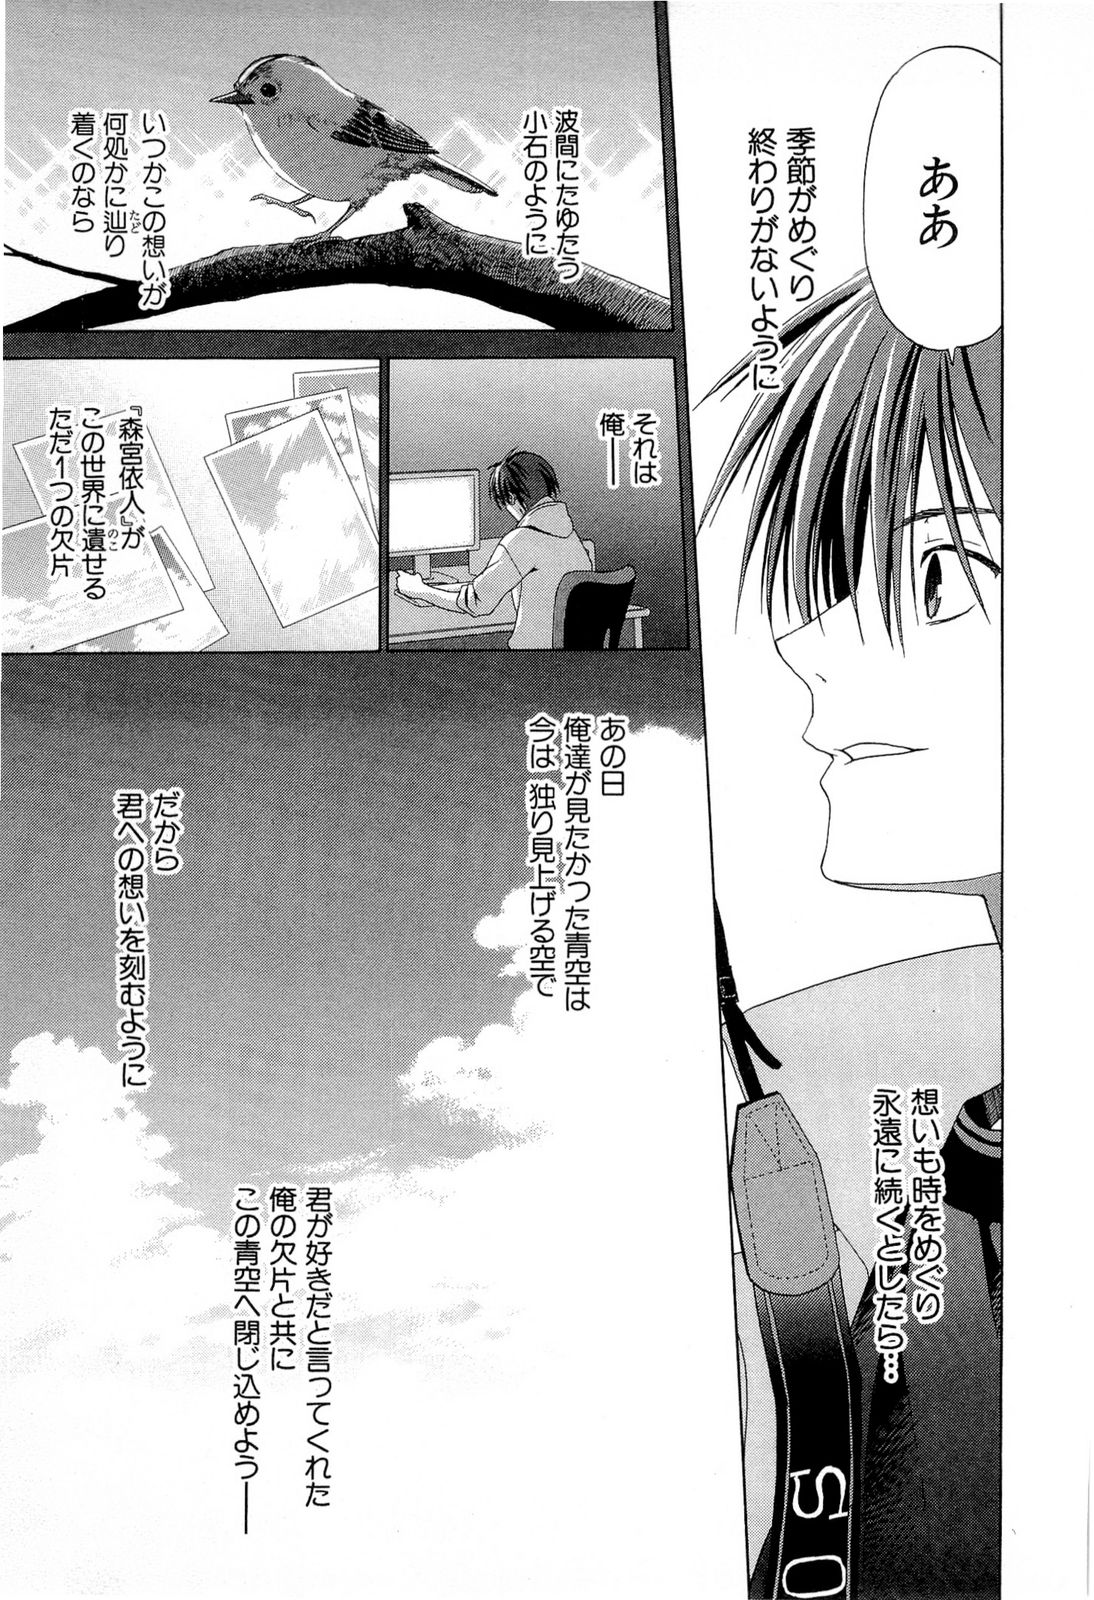 ああ
季節がめぐり
終わりがないように
想いも時をめぐり
永遠に続くとしたら…
波間にたゆたう
小石のように
いつかこの想いが
何処かに辿り
着くのなら
それは
俺──
『森宮依人』が
この世界に遺せる
ただ1つの欠片
あの日
俺達が見たかった青空は
今は 独り見上げる空で
だから
君への想いを刻むように
君が好きだと言ってくれた
俺の欠片と共に
この青空へ閉じ込めよう──
SO